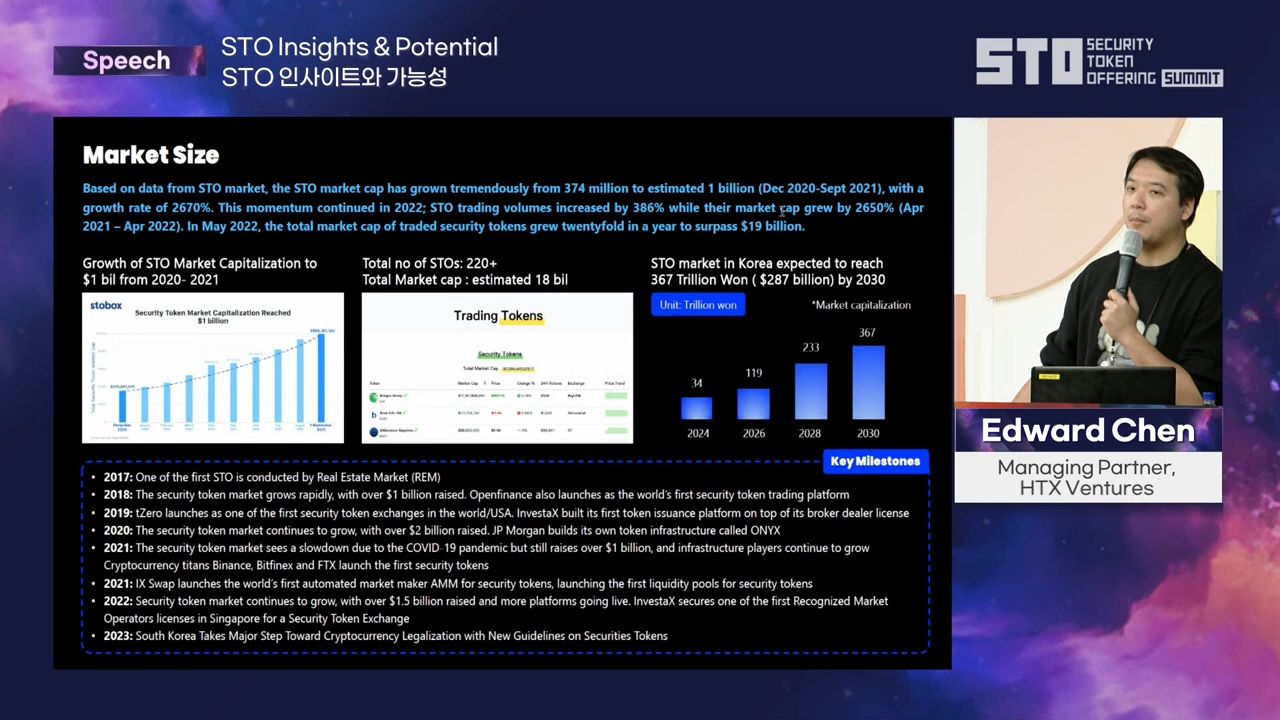 Speech
STO Insights & Potential
STO 인사이트와 가능성
STO SECURITY
TOKEN
OFFERING SUMMIT
Market Size
Based on data from STO market, the STO market cap has grown tremendously from 374 million to estimated 1 billion (Dec 2020-Sept 2021), with a
growth rate of 2670%. This momentum continued in 2022; STO trading volumes increased by 386% while their market cap grew by 2650% (Apr
2021 – Apr 2022). In May 2022, the total market cap of traded security tokens grew twentyfold in a year to surpass $19 billion.
Growth of STO Market Capitalization to
$1 bil from 2020- 2021
stobox
Security Token Market Capitalization Reached
$1 billion
Total Security Token Market Cap
Total no of STOs: 220+
Total Market cap : estimated 18 bil
Trading Tokens
Security Tokens
Total Market Cap
Token Market Cap Price Change % 24H Volume Exchange Price Trend
STO market in Korea expected to reach
367 Trillion Won ( $287 billion) by 2030
Unit: Trillion won
*Market capitalization
34 119 233 367
2024 2026 2028 2030
Key Milestones
• 2017: One of the first STO is conducted by Real Estate Market (REM)
• 2018: The security token market grows rapidly, with over $1 billion raised. Openfinance also launches as the world's first security token trading platform
• 2019: tZero launches as one of the first security token exchanges in the world/USA. InvestaX built its first token issuance platform on top of its broker dealer license
• 2020: The security token market continues to grow, with over $2 billion raised. JP Morgan builds its own token infrastructure called ONYX
• 2021: The security token market sees a slowdown due to the COVID-19 pandemic but still raises over $1 billion, and infrastructure players continue to grow
Cryptocurrency titans Binance, Bitfinex and FTX launch the first security tokens
• 2021: IX Swap launches the world's first automated market maker AMM for security tokens, launching the first liquidity pools for security tokens
• 2022: Security token market continues to grow, with over $1.5 billion raised and more platforms going live. InvestaX secures one of the first Recognized Market
Operators licenses in Singapore for a Security Token Exchange
• 2023: South Korea Takes Major Step Toward Cryptocurrency Legalization with New Guidelines on Securities Tokens
Edward Chen
Managing Partner,
HTX Ventures